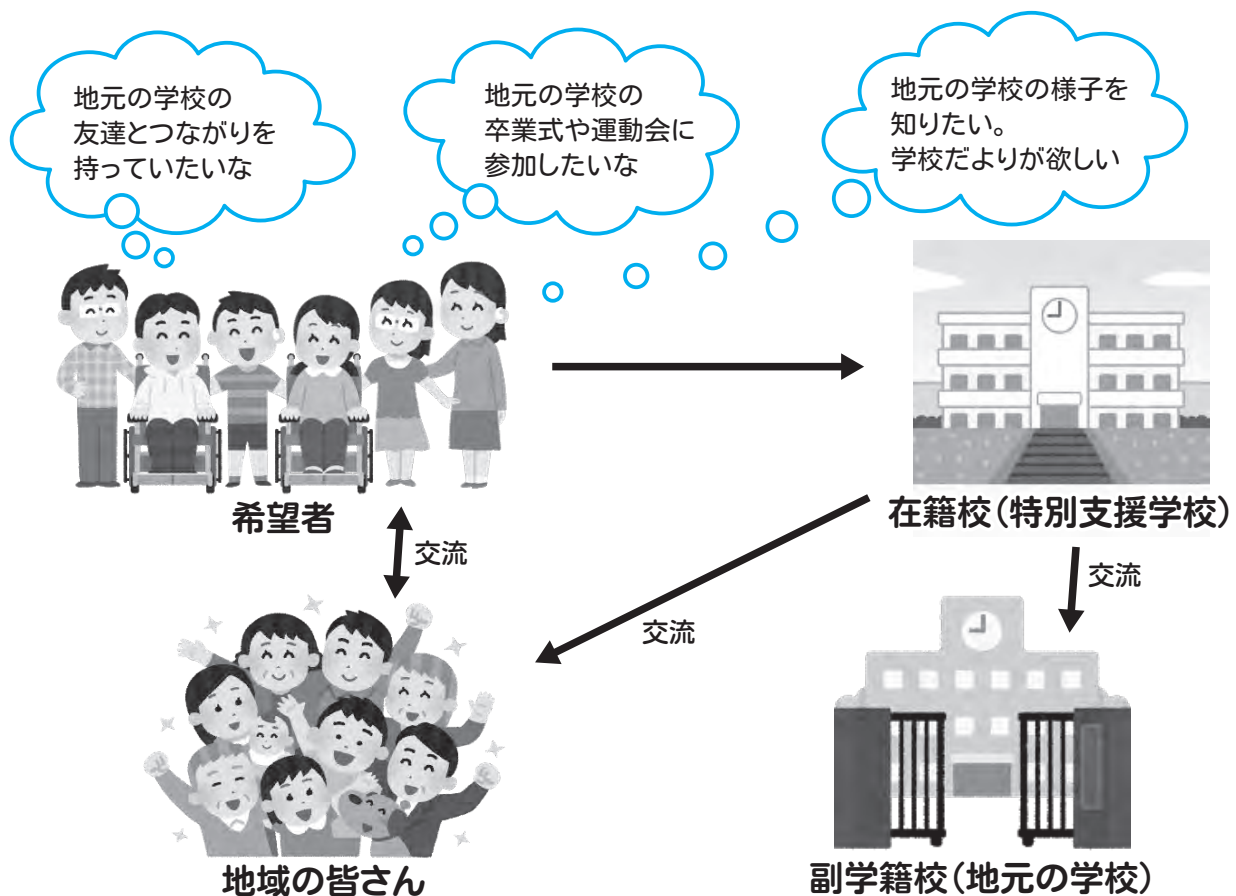 地元の学校の
友達とつながりを
持っていたいな
地元の学校の
卒業式や運動会に
参加したいな
地元の学校の様子を
知りたい。
学校だよりが欲しい
希望者
在籍校（特別支援学校）
交流
交流
交流
地域の皆さん
副学籍校（地元の学校）